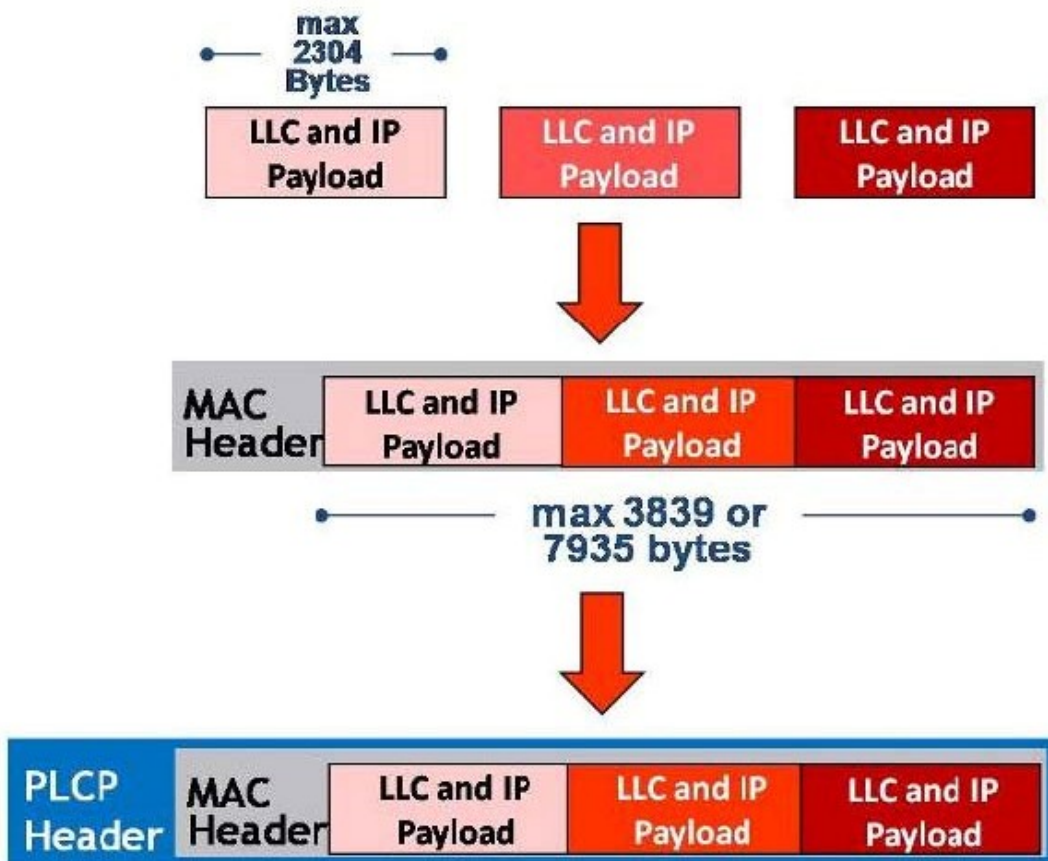 max
2304
Bytes
LLC and IP
Payload
LLC and IP
Payload
LLC and IP
Payload
MAC
Header
LLC and IP
Payload
LLC and IP
Payload
LLC and IP
Payload
max 3839 or
7935 bytes
PLCP
Header
MAC
Header
LLC and IP
Payload
LLC and IP
Payload
LLC and IP
Payload